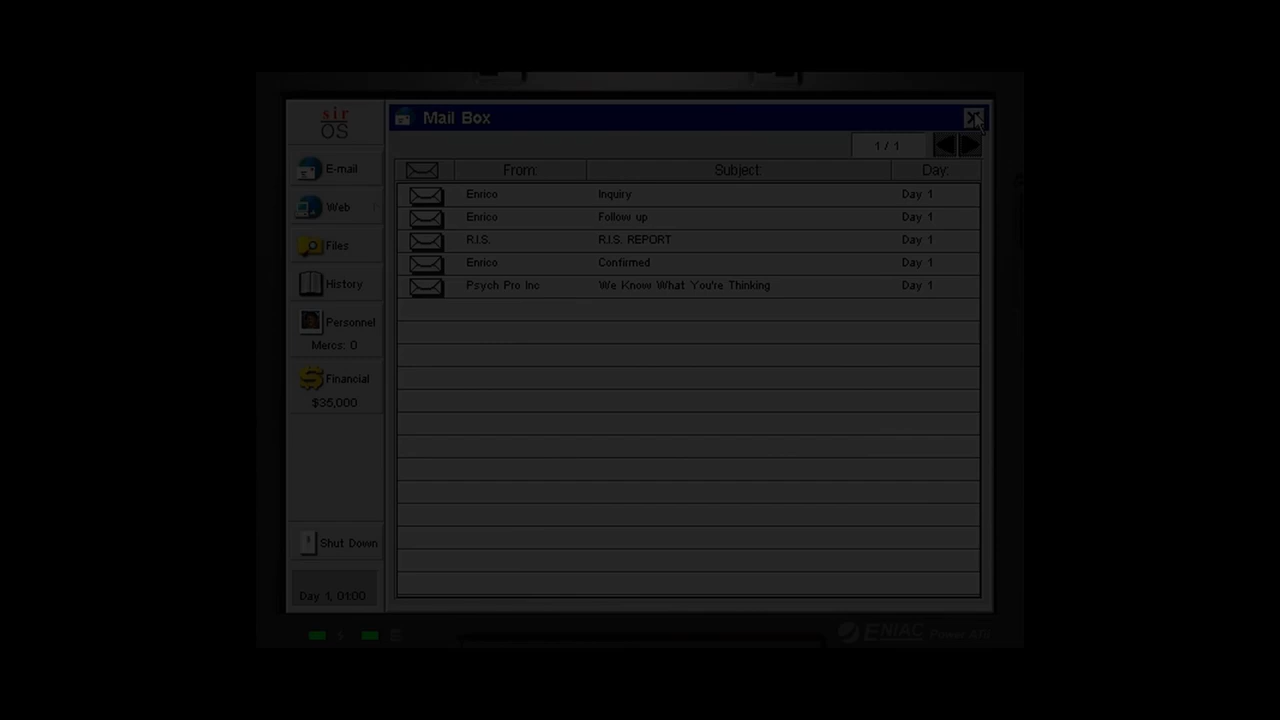 sir
OS
Mail Box
X
1 / 1
From: Subject: Day:
E-mail
Web
Files
History
Personnel
Mercs: 0
Financial
$35,000
Shut Down
Day 1, 01:00
Enrico Inquiry Day 1
Enrico Follow up Day 1
R.I.S. R.I.S. REPORT Day 1
Enrico Confirmed Day 1
Psych Pro Inc We Know What You're Thinking Day 1
ENIAC Power